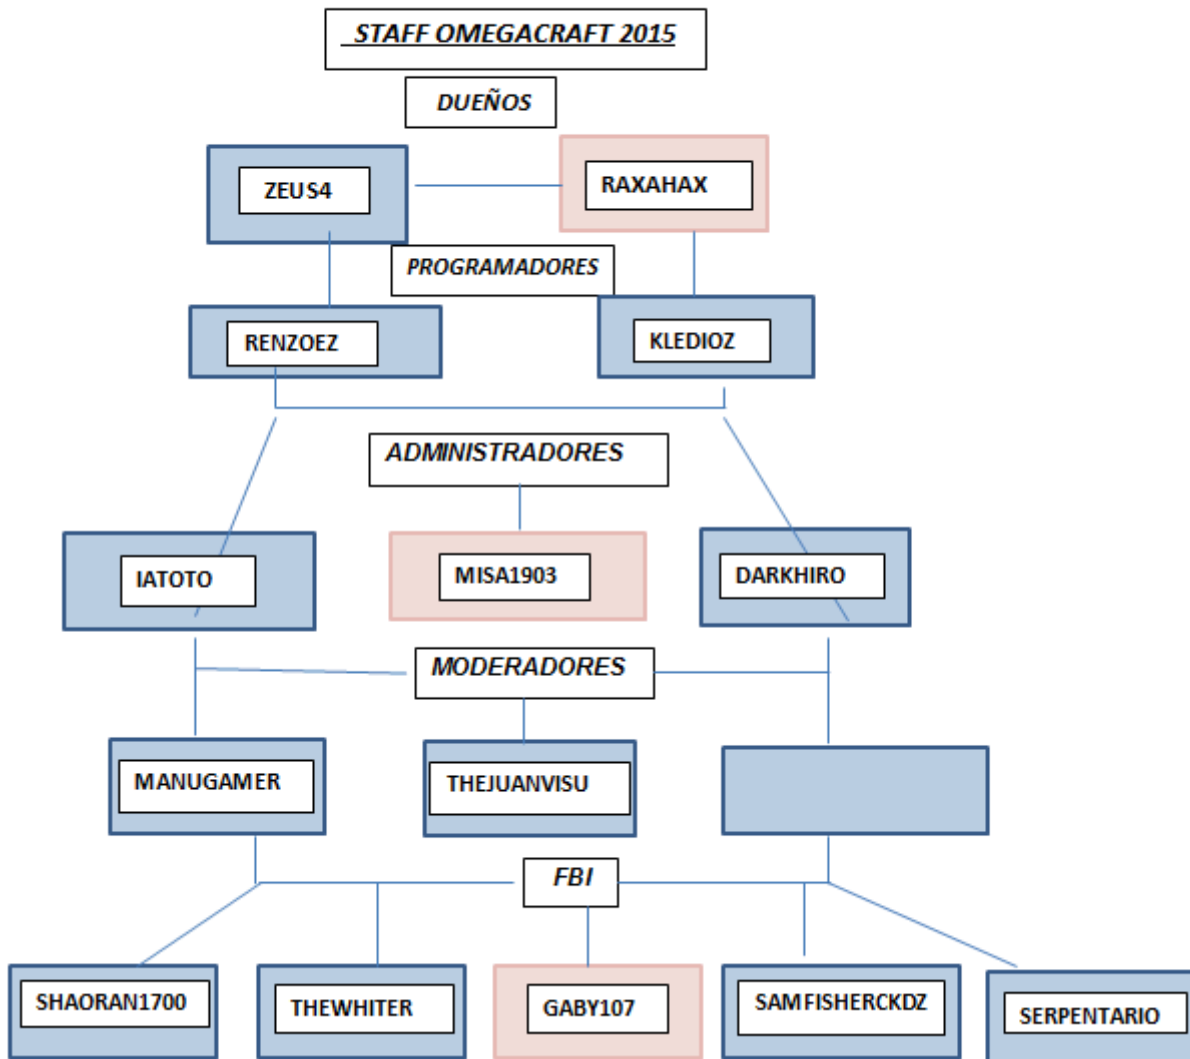 STAFF OMEGACRAFT 2015
DUEÑOS
ZEUS4
RAXAHAX
PROGRAMADORES
RENZOEZ
KLEDIOZ
ADMINISTRADORES
IATOTO
MISA1903
DARKHIRO
MODERADORES
MANUGAMER
THEJUANVISU
FBI
SHAORAN1700
THEWHITER
GABY107
SAMFISHERCKDZ
SERPENTARIO